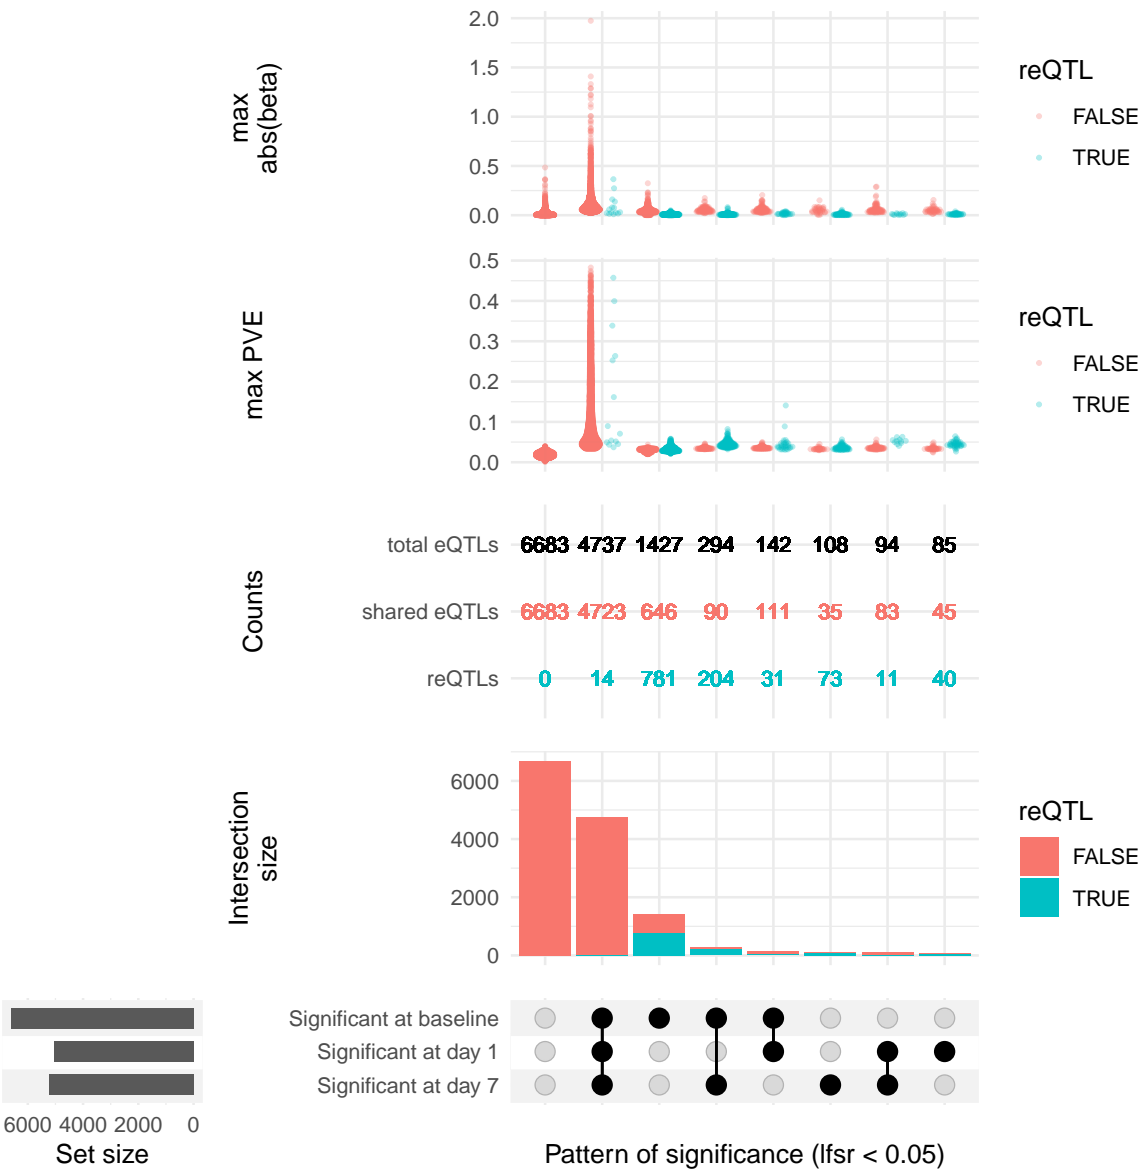 2.0
1.5
1.0
0.5
0.0
max
abs(beta)
reQTL
FALSE
TRUE
0.5
0.4
0.3
0.2
0.1
0.0
max PVE
reQTL
FALSE
TRUE
Counts
total eQTLs 6683 4737 1427 294 142 108 94 85
shared eQTLs 6683 4723 646 90 111 35 83 45
reQTLs 0 14 781 204 31 73 11 40
6000
4000
2000
0
Intersection
size
reQTL
FALSE
TRUE
Significant at baseline
Significant at day 1
Significant at day 7
6000 4000 2000 0
Set size
Pattern of significance (lfsr < 0.05)